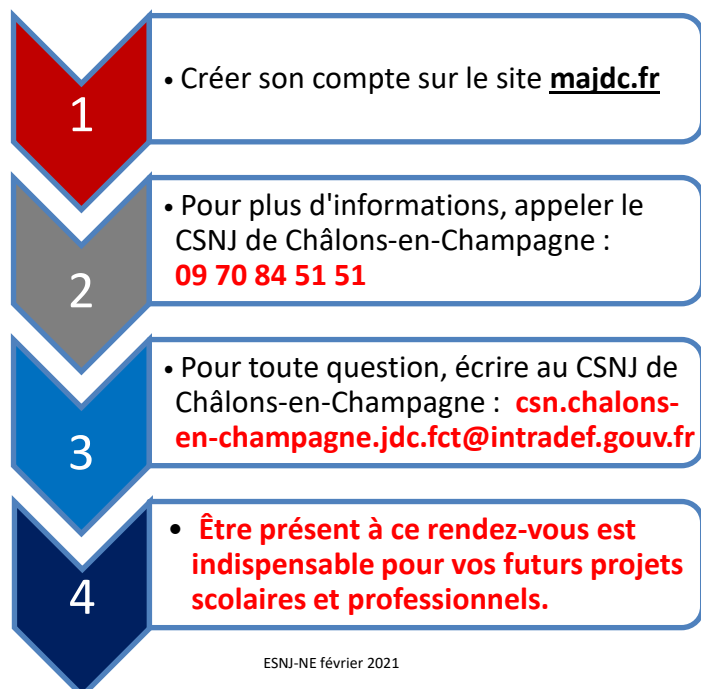 1
• Créer son compte sur le site majdc.fr
2
• Pour plus d'informations, appeler le
CSNJ de Châlons-en-Champagne :
09 70 84 51 51
3
• Pour toute question, écrire au CSNJ de
Châlons-en-Champagne : csn.chalons-
en-champagne.jdc.fct@intradef.gouv.fr
4
• Être présent à ce rendez-vous est
indispensable pour vos futurs projets
scolaires et professionnels.
ESNJ-NE février 2021